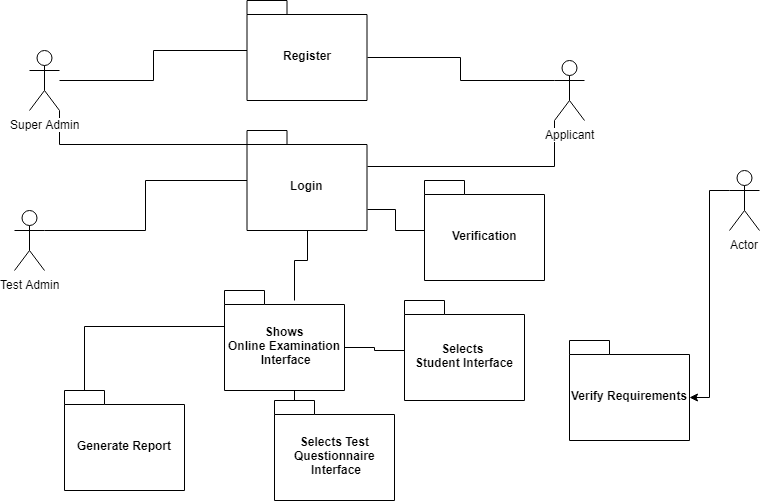 Register
Super Admin
Applicant
Login
Verification
Actor
Test Admin
Shows
Online Examination
Interface
Selects
Student Interface
Verify Requirements
Generate Report
Selects Test
Questionnaire
Interface